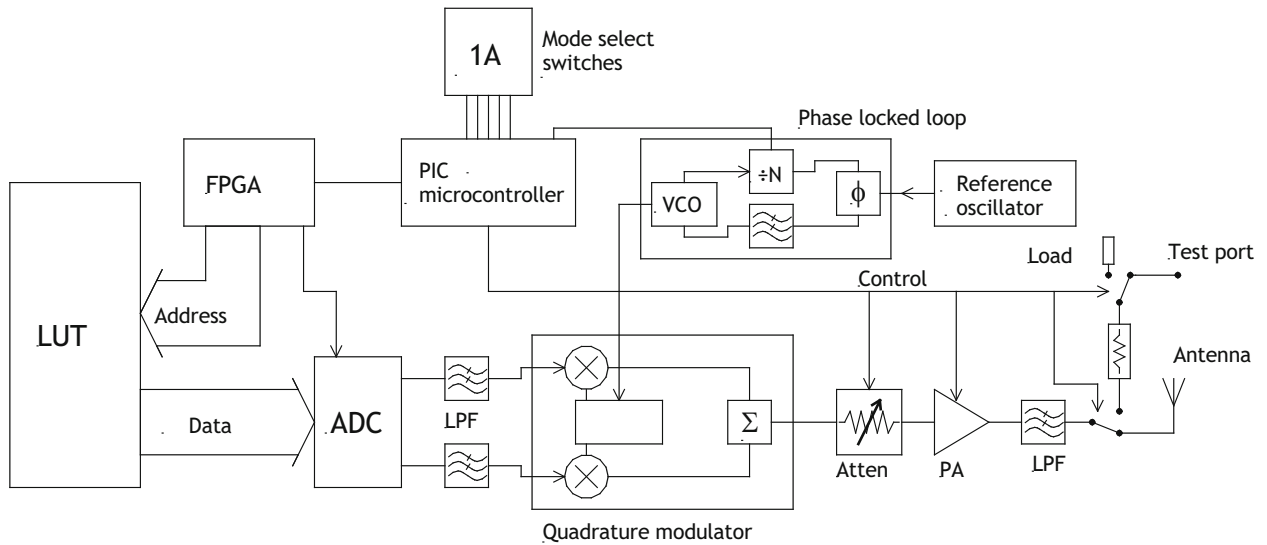 1A
Mode select
switches
Phase locked loop
FPGA
PIC
microcontroller
÷N
VCO
ϕ
Reference
oscillator
Load
Test port
Control
LUT
Address
Antenna
Data
ADC
LPF
Σ
Atten
PA
LPF
Quadrature modulator